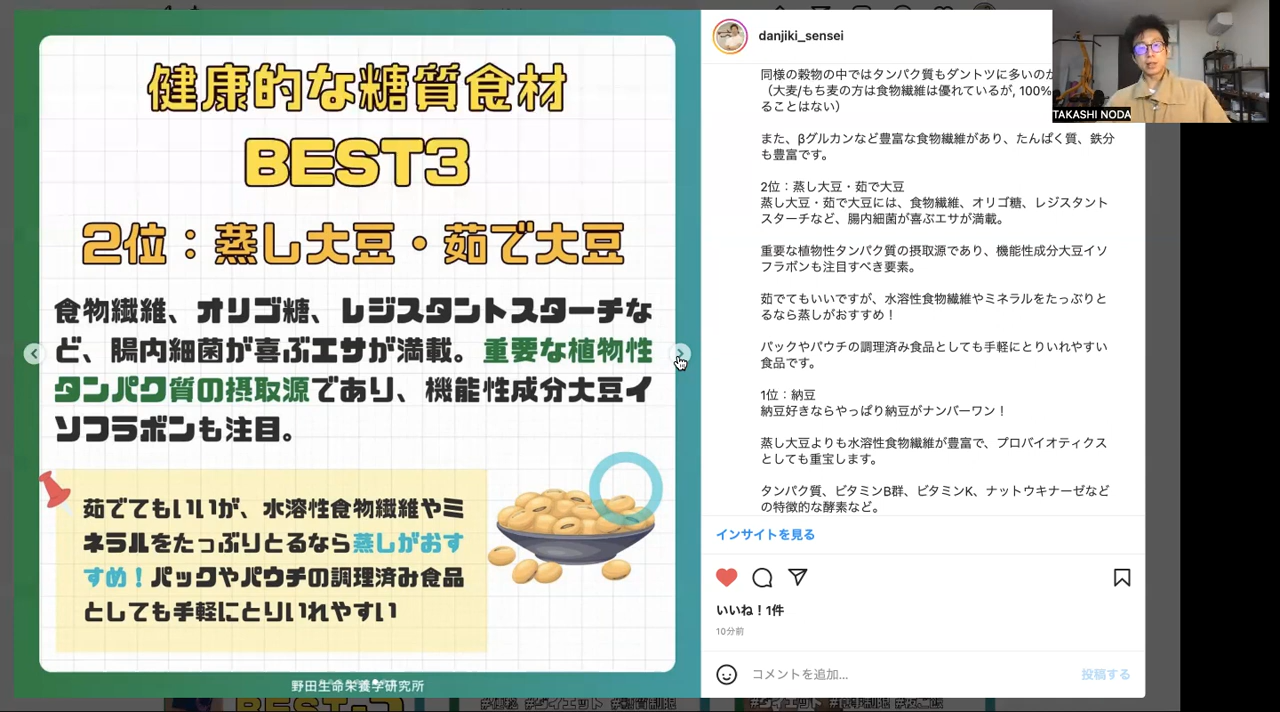 健康的な糖質食材
BEST3
2位：蒸し大豆・茹で大豆
食物繊維、オリゴ糖、レジスタントスターチな
ど、腸内細菌が喜ぶエサが満載。重要な植物性
タンパク質の摂取源であり、機能性成分大豆イ
ソフラボンも注目。
茹でてもいいが、水溶性食物繊維やミ
ネラルをたっぷりとるなら蒸しがおす
すめ！パックやパウチの調理済み食品
としても手軽にとりいれやすい
野田生命栄養学研究所
danjiki_sensei
同様の穀物の中ではタンパク質もダントツに多いのが
（大麦/もち麦の方は食物繊維は優れているが, 100%
ることはない）
また、βグルカンなど豊富な食物繊維があり、たんぱく質、鉄分
も豊富です。
2位：蒸し大豆・茹で大豆
蒸し大豆・茹で大豆には、食物繊維、オリゴ糖、レジスタント
スターチなど、腸内細菌が喜ぶエサが満載。
重要な植物性タンパク質の摂取源であり、機能性成分大豆イソ
フラボンも注目すべき要素。
茹でてもいいですが、水溶性食物繊維やミネラルをたっぷりと
るなら蒸しがおすすめ！
パックやパウチの調理済み食品としても手軽にとりいれやすい
食品です。
1位：納豆
納豆好きならやっぱり納豆がナンバーワン！
蒸し大豆よりも水溶性食物繊維が豊富で、プロバイオティクス
としても重宝します。
タンパク質、ビタミンB群、ビタミンK、ナットウキナーゼなど
の特徴的な酵素など。
インサイトを見る
いいね！1件
10分前
コメントを追加...
投稿する
TAKASHI NODA